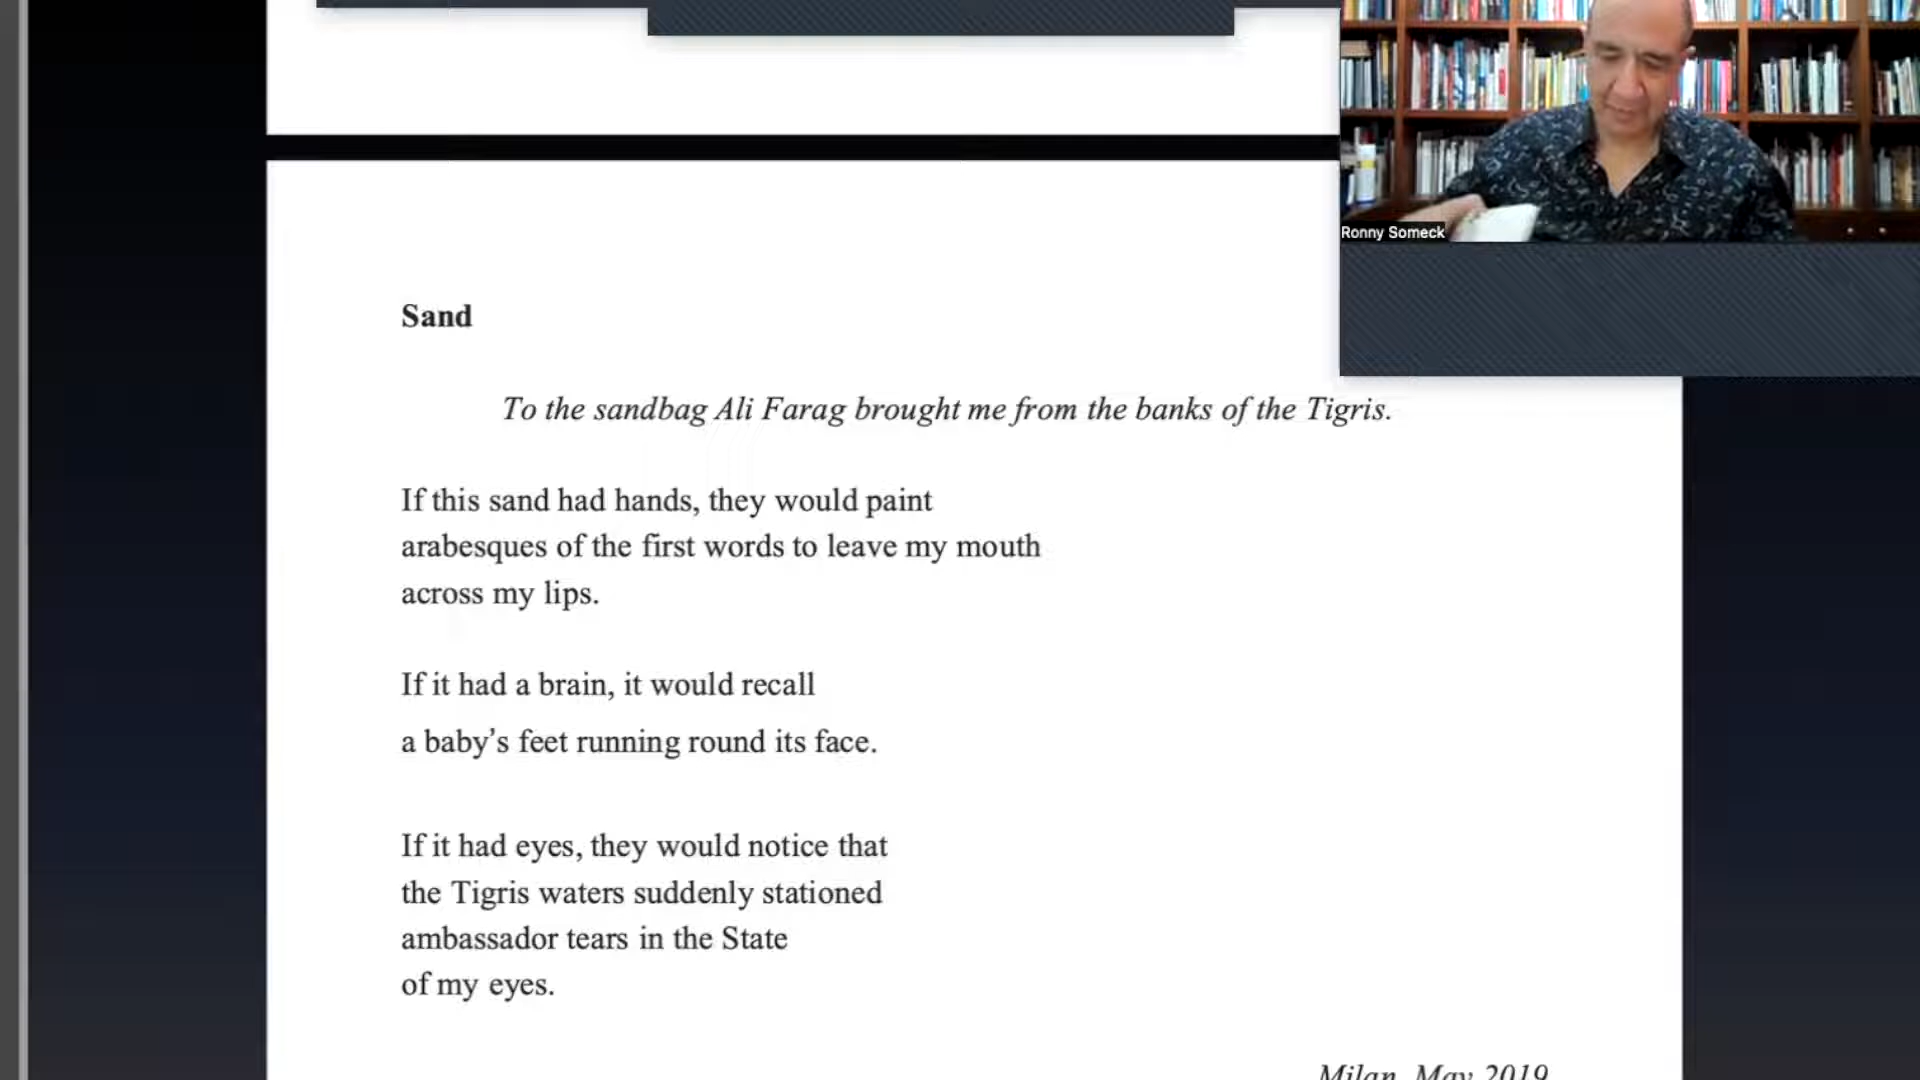 Ronny Someck
Sand
To the sandbag Ali Farag brought me from the banks of the Tigris.
If this sand had hands, they would paint
arabesques of the first words to leave my mouth
across my lips.
If it had a brain, it would recall
a baby’s feet running round its face.
If it had eyes, they would notice that
the Tigris waters suddenly stationed
ambassador tears in the State
of my eyes.
Milan, May 2019